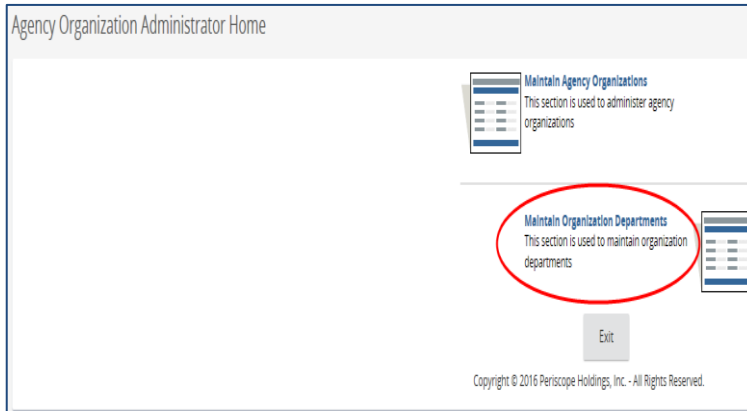 Agency Organization Administrator Home
Maintain Agency Organizations
This section is used to administer agency
organizations
Maintain Organization Departments
This section is used to maintain organization
departments
Exit
Copyright © 2016 Periscope Holdings, Inc. - All Rights Reserved.